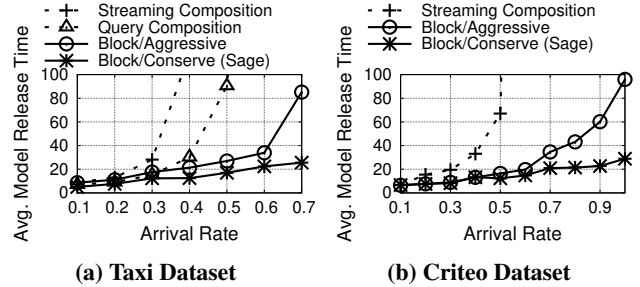 Streaming Composition
Query Composition
Block/Aggressive
Block/Conserve (Sage)
Avg. Model Release Time
100
80
60
40
20
0
0.1 0.2 0.3 0.4 0.5 0.6 0.7
Arrival Rate
(a) Taxi Dataset
Streaming Composition
Block/Aggressive
Block/Conserve (Sage)
Avg. Model Release Time
100
80
60
40
20
0
0.1 0.3 0.5 0.7 0.9
Arrival Rate
(b) Criteo Dataset